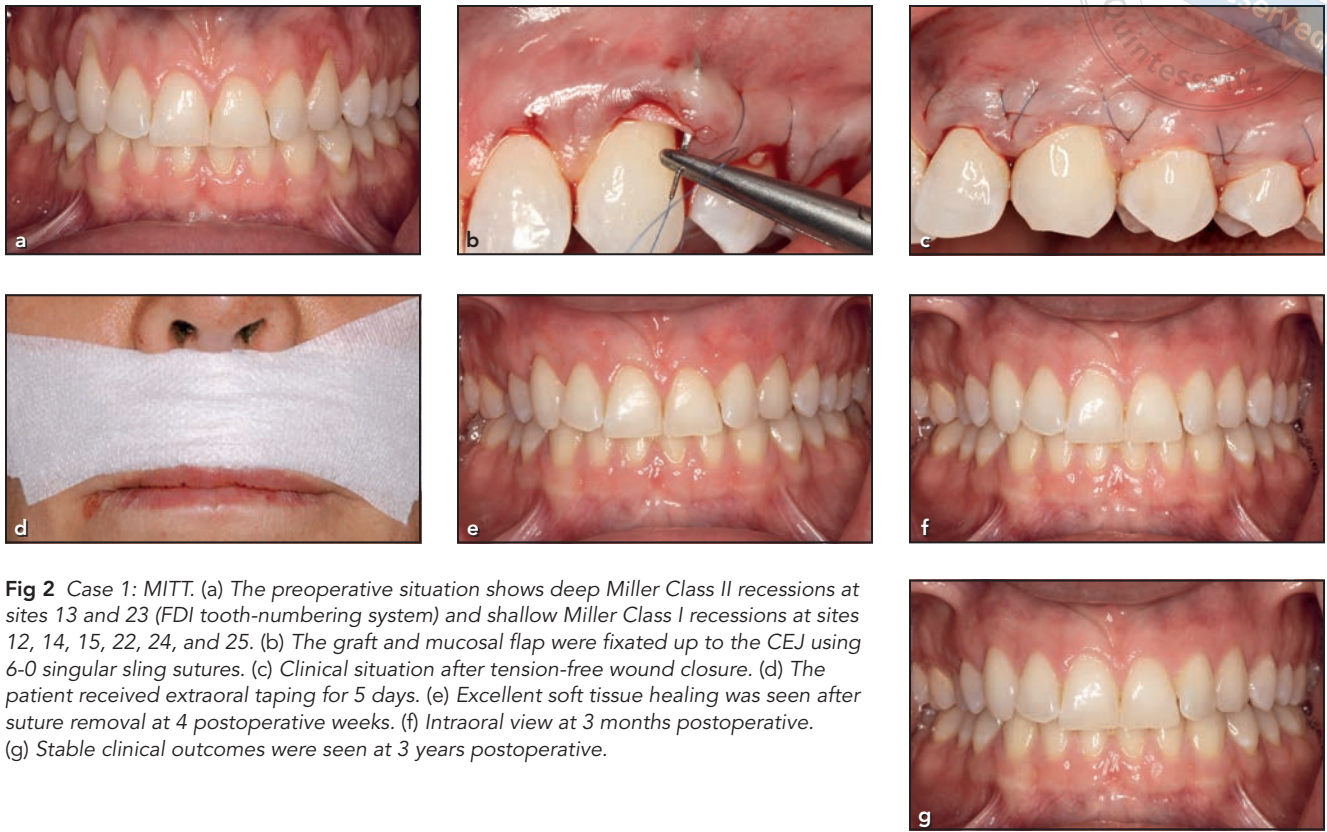 Quintessenz
served
a
b
c
d
e
f
Fig 2 Case 1: MITT. (a) The preoperative situation shows deep Miller Class II recessions at
sites 13 and 23 (FDI tooth-numbering system) and shallow Miller Class I recessions at sites
12, 14, 15, 22, 24, and 25. (b) The graft and mucosal flap were fixated up to the CEJ using
6-0 singular sling sutures. (c) Clinical situation after tension-free wound closure. (d) The
patient received extraoral taping for 5 days. (e) Excellent soft tissue healing was seen after
suture removal at 4 postoperative weeks. (f) Intraoral view at 3 months postoperative.
(g) Stable clinical outcomes were seen at 3 years postoperative.
g